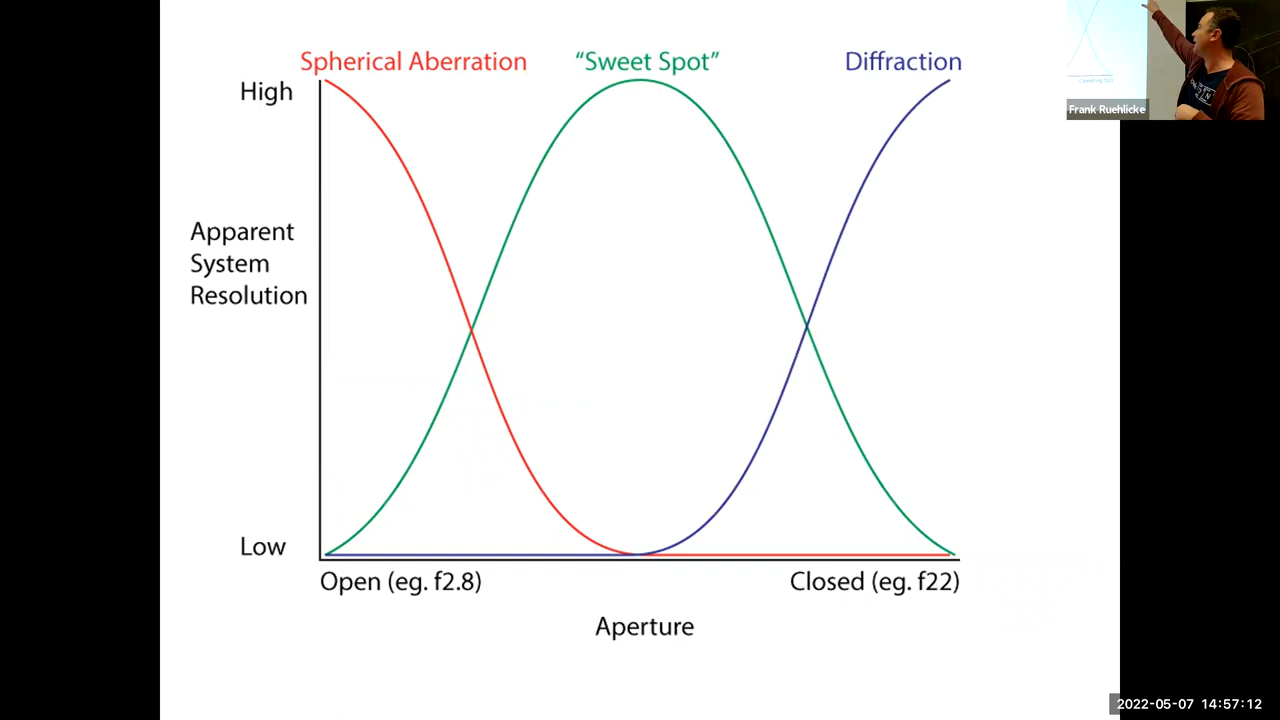 Spherical Aberration
“Sweet Spot”
Diffraction
High
Apparent
System
Resolution
Low
Open (eg. f2.8)
Closed (eg. f22)
Aperture
Frank Ruehlicke
2022-05-07 14:57:12